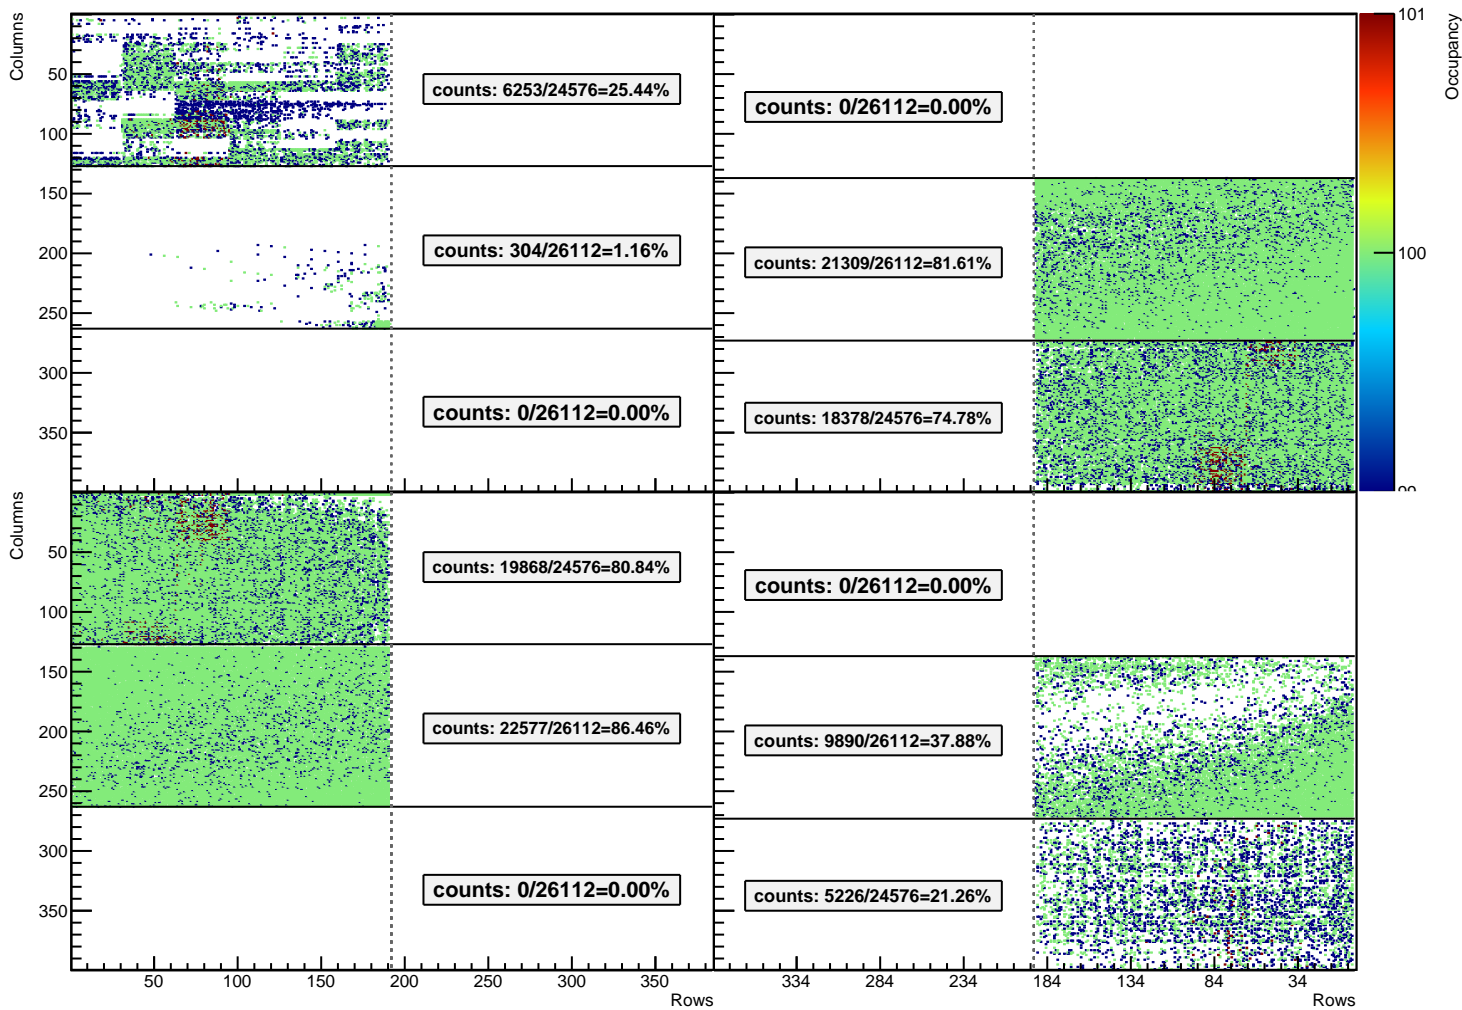 Columns
50
100
150
200
250
300
350
counts: 6253/24576=25.44%
counts: 304/26112=1.16%
counts: 0/26112=0.00%
counts: 0/26112=0.00%
counts: 21309/26112=81.61%
counts: 18378/24576=74.78%
101
100
99
Occupancy
Columns
50
100
150
200
250
300
350
counts: 19868/24576=80.84%
counts: 22577/26112=86.46%
counts: 0/26112=0.00%
counts: 0/26112=0.00%
counts: 9890/26112=37.88%
counts: 5226/24576=21.26%
50 100 150 200 250 300 350
Rows
334 284 234 184 134 84 34
Rows